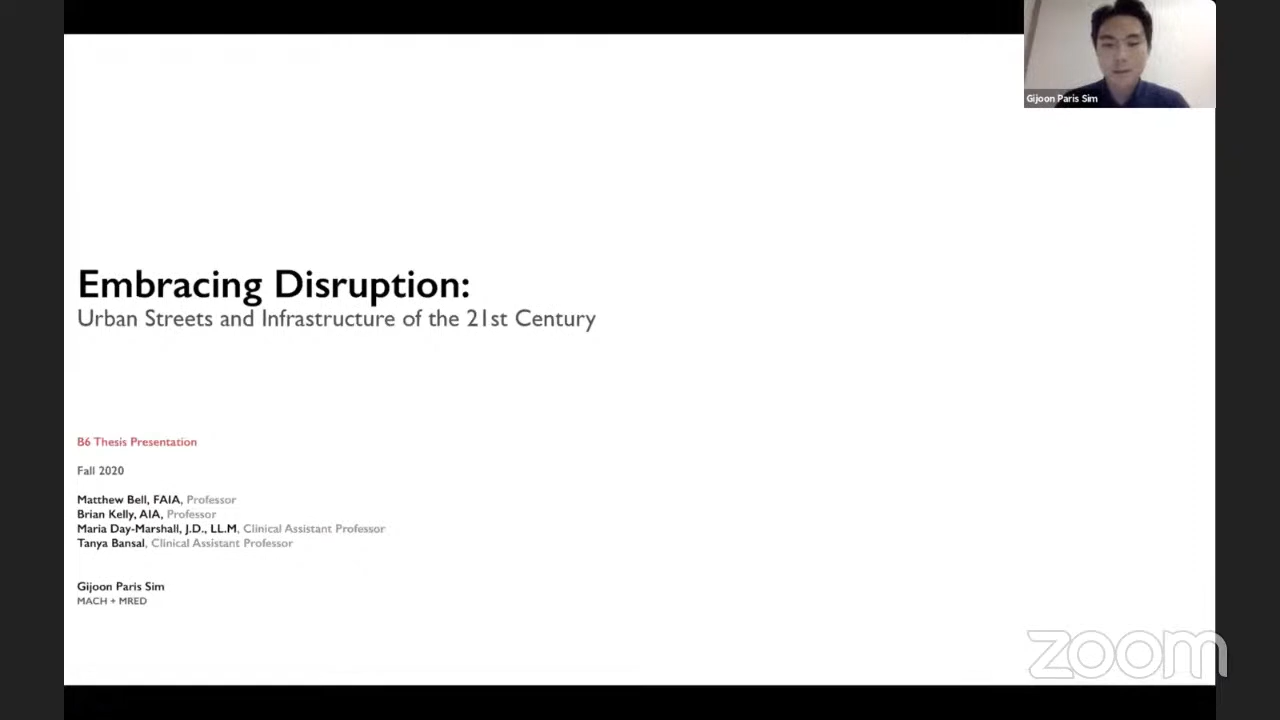 Gijoon Paris Sim
Embracing Disruption:
Urban Streets and Infrastructure of the 21st Century
B6 Thesis Presentation
Fall 2020
Matthew Bell, FAIA, Professor
Brian Kelly, AIA, Professor
Maria Day-Marshall, J.D., LL.M, Clinical Assistant Professor
Tanya Bansal, Clinical Assistant Professor
Gijoon Paris Sim
MACH + MRED
zoom